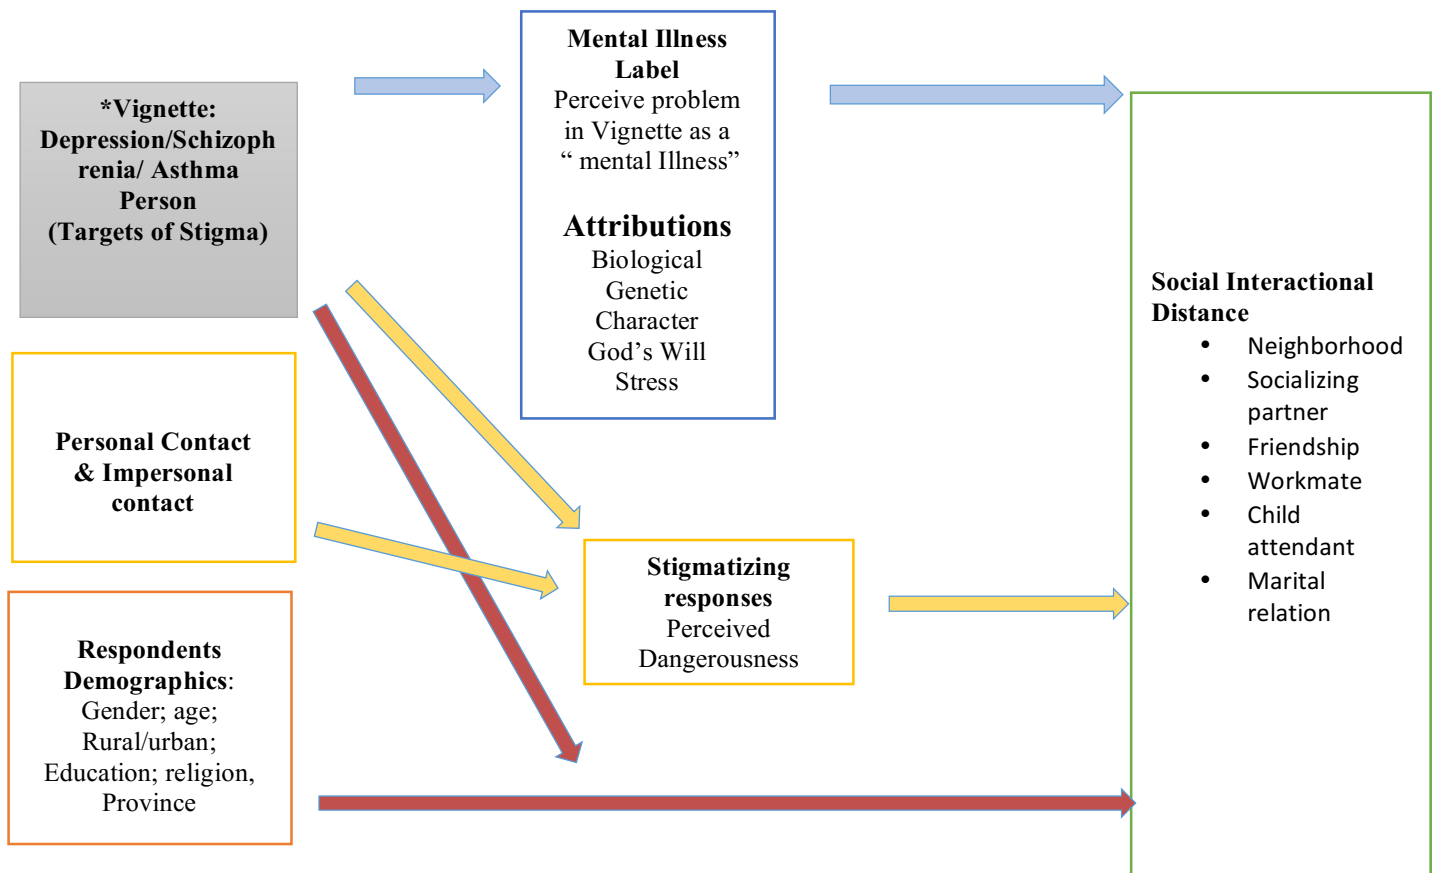 *Vignette:
Depression/Schizoph
renia/ Asthma
Person
(Targets of Stigma)
Mental Illness
Label
Perceive problem
in Vignette as a
“ mental Illness”
Attributions
Biological
Genetic
Character
God’s Will
Stress
Personal Contact
& Impersonal
contact
Stigmatizing
responses
Perceived
Dangerousness
Respondents
Demographics:
Gender; age;
Rural/urban;
Education; religion,
Province
Social Interactional
Distance
• Neighborhood
• Socializing
partner
• Friendship
• Workmate
• Child
attendant
• Marital
relation